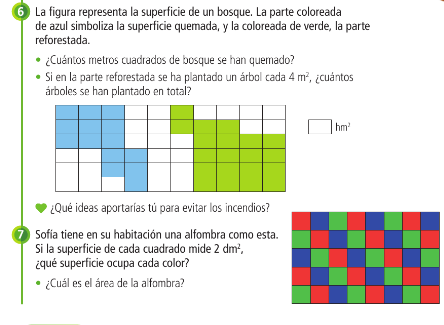 6 La figura representa la superficie de un bosque. La parte coloreada
de azul simboliza la superficie quemada, y la coloreada de verde, la parte
reforestada.
• ¿Cuántos metros cuadrados de bosque se han quemado?
• Si en la parte reforestada se ha plantado un árbol cada 4 m², ¿cuántos
árboles se han plantado en total?
hm²
¿Qué ideas aportarías tú para evitar los incendios?
7 Sofía tiene en su habitación una alfombra como esta.
Si la superficie de cada cuadrado mide 2 dm²,
¿qué superficie ocupa cada color?
• ¿Cuál es el área de la alfombra?